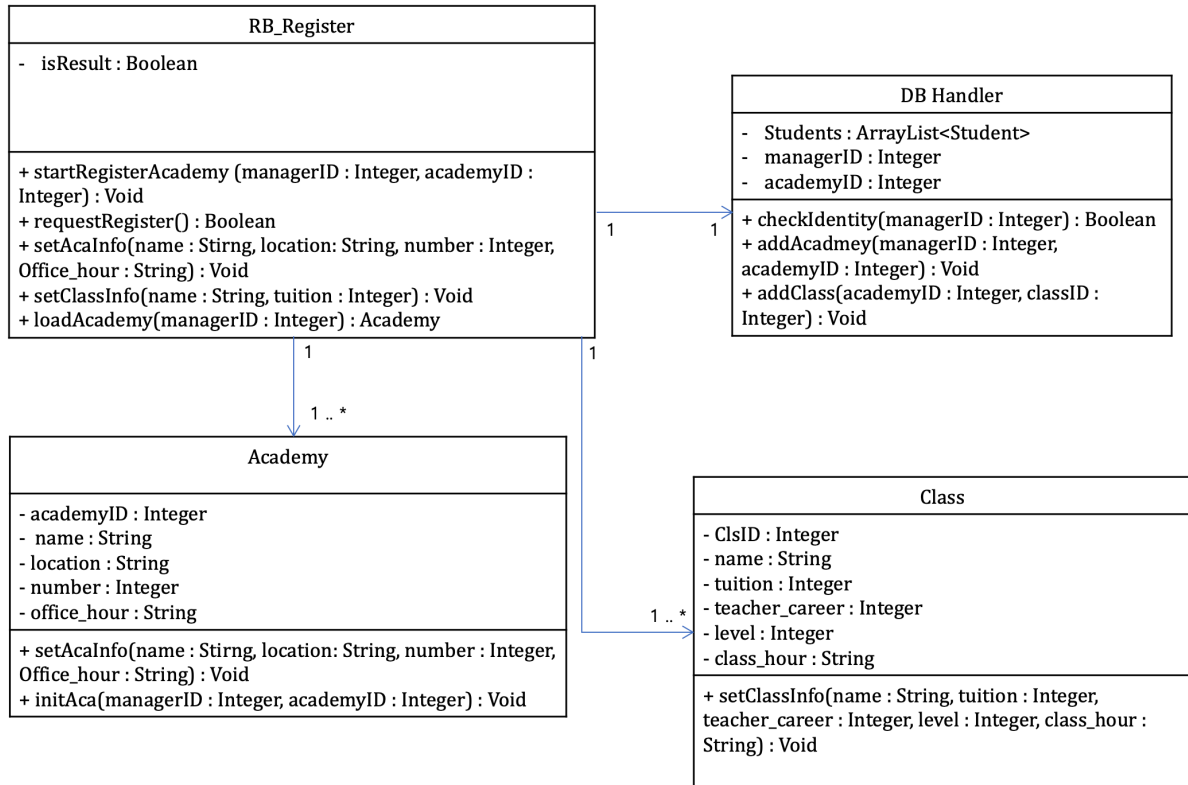 RB_Register
- isResult : Boolean
+ startRegisterAcademy (managerID : Integer, academyID :
Integer) : Void
+ requestRegister() : Boolean
+ setAcaInfo(name : Stirng, location: String, number : Integer,
Office_hour : String) : Void
+ setClassInfo(name : String, tuition : Integer) : Void
+ loadAcademy(managerID : Integer) : Academy
1
1
DB Handler
- Students : ArrayList<Student>
- managerID : Integer
- academyID : Integer
+ checkIdentity(managerID : Integer) : Boolean
+ addAcadmey(managerID : Integer,
academyID : Integer) : Void
+ addClass(academyID : Integer, classID :
Integer) : Void
1
1 .. *
1
1 .. *
Academy
- academyID : Integer
- name : String
- location : String
- number : Integer
- office_hour : String
+ setAcaInfo(name : Stirng, location: String, number : Integer,
Office_hour : String) : Void
+ initAca(managerID : Integer, academyID : Integer) : Void
Class
- ClsID : Integer
- name : String
- tuition : Integer
- teacher_career : Integer
- level : Integer
- class_hour : String
+ setClassInfo(name : String, tuition : Integer,
teacher_career : Integer, level : Integer, class_hour :
String) : Void